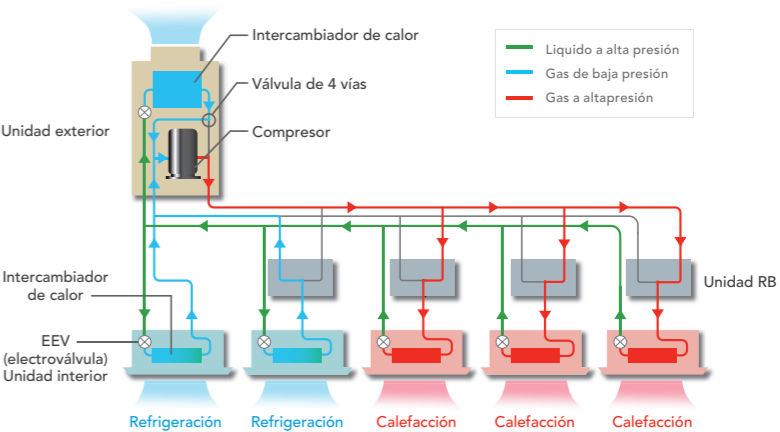 Intercambiador de calor
Válvula de 4 vías
Compresor
Unidad exterior
Liquido a alta presión
Gas de baja presión
Gas a altapresión
Unidad RB
Intercambiador
de calor
EEV
(electroválvula)
Unidad interior
Refrigeración
Refrigeración
Calefacción
Calefacción
Calefacción